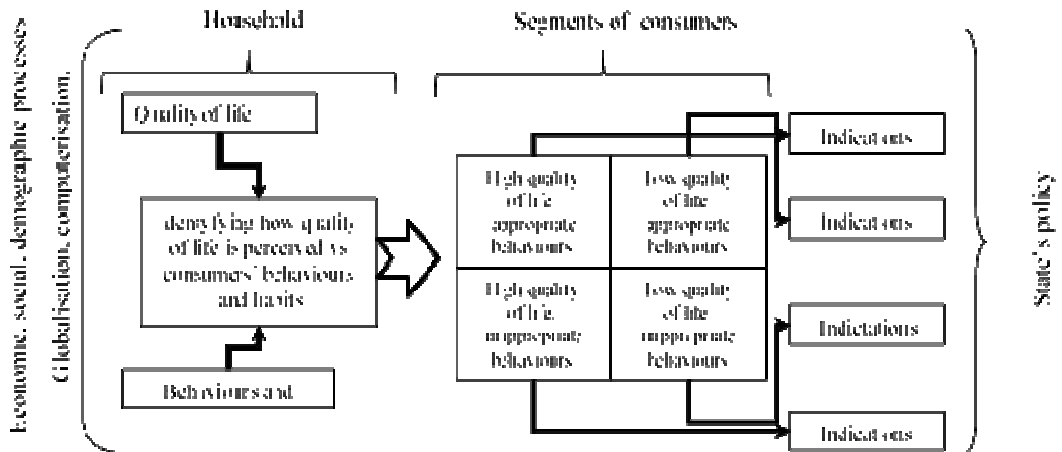 Economic, social, demographic processes
Globalisation, computerisation,
Household
Segments of consumers
Quality of life
identifying how quality
of life is perceived vs
consumers' behaviours
and habits
Behaviours and
High quality
of life,
appropriate
behaviours
Low quality
of life
appropriate
behaviours
High quality
of life,
inappropriate
behaviours
Low quality
of life
inappropriate
behaviours
Indications
Indications
Indictations
Indications
State's policy